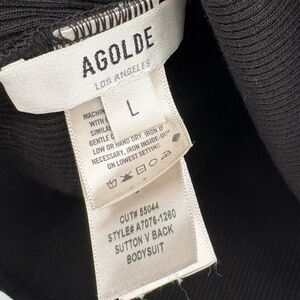 AGOLDE
LOS ANGELES
L
MACHIN
WITH
SIMILA
GENTLE
LOW OR HAND DRY. IRON IF
NECESSARY, IRON INSIDE-OUT
ON LOWEST SETTING
CUT# 55044
STYLE# A7076-1260
SUTTON V BACK
BODYSUIT